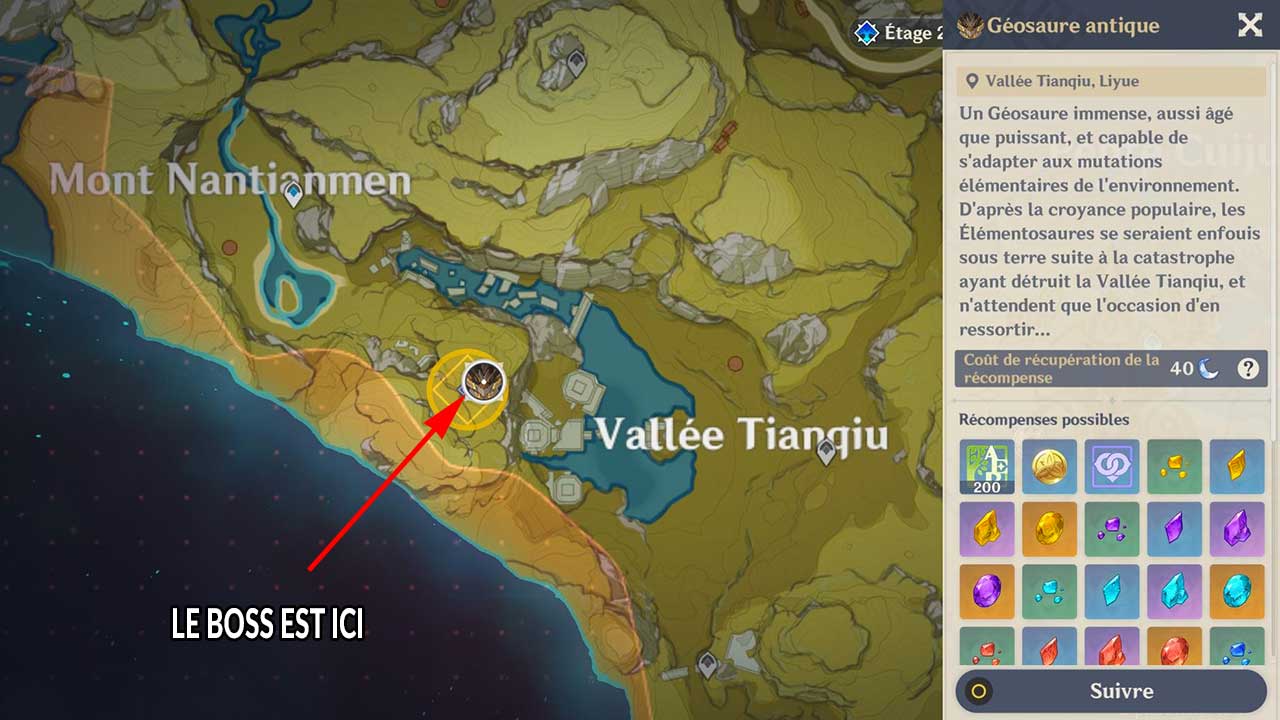 Étage 2
Géosaure antique
Vallée Tianqiu, Liyue
Un Géosaure immense, aussi âgé
que puissant, et capable de
s'adapter aux mutations
élémentaires de l'environnement.
D'après la croyance populaire, les
Élémentosaures se seraient enfouis
sous terre suite à la catastrophe
ayant détruit la Vallée Tianqiu, et
n'attendent que l'occasion d'en
ressortir...
Coût de récupération de la
récompense
40
?
Récompenses possibles
200
Suivre
Mont Nantianmen
Vallée Tianqiu
LE BOSS EST ICI